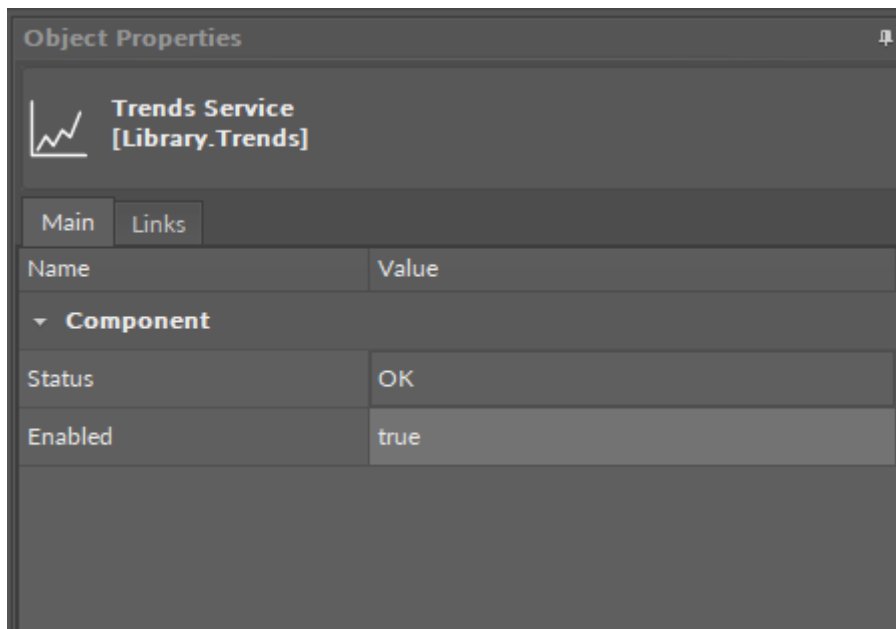 Object Properties
Trends Service
[Library.Trends]
Main Links
Name Value
Component
Status OK
Enabled true